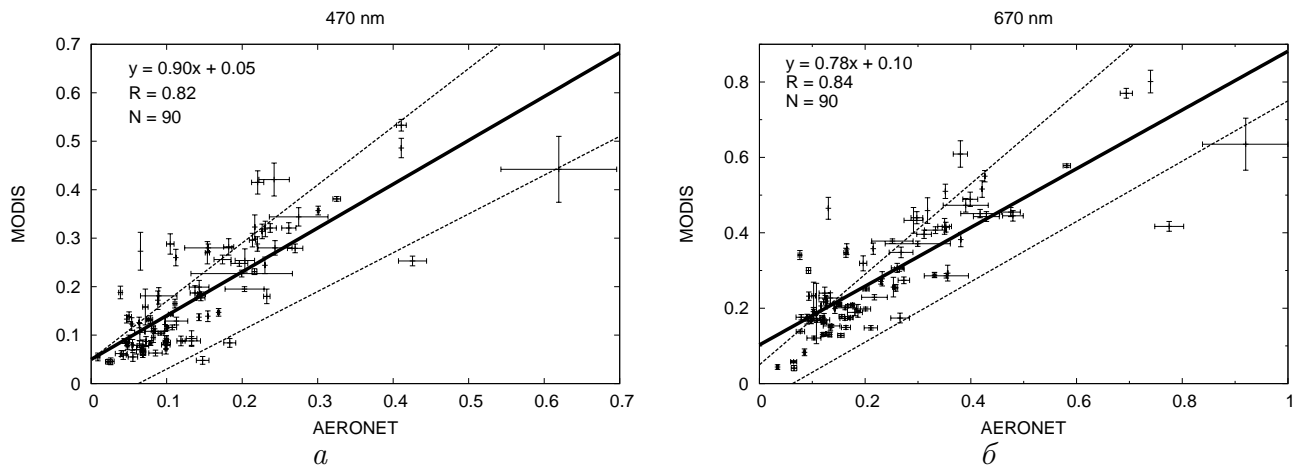 470 nm
y = 0.90x + 0.05
R = 0.82
N = 90
MODIS
0.7
0.6
0.5
0.4
0.3
0.2
0.1
0
0 0.1 0.2 0.3 0.4 0.5 0.6 0.7
AERONET
а
670 nm
y = 0.78x + 0.10
R = 0.84
N = 90
MODIS
0.8
0.6
0.4
0.2
0
0 0.2 0.4 0.6 0.8 1
AERONET
б